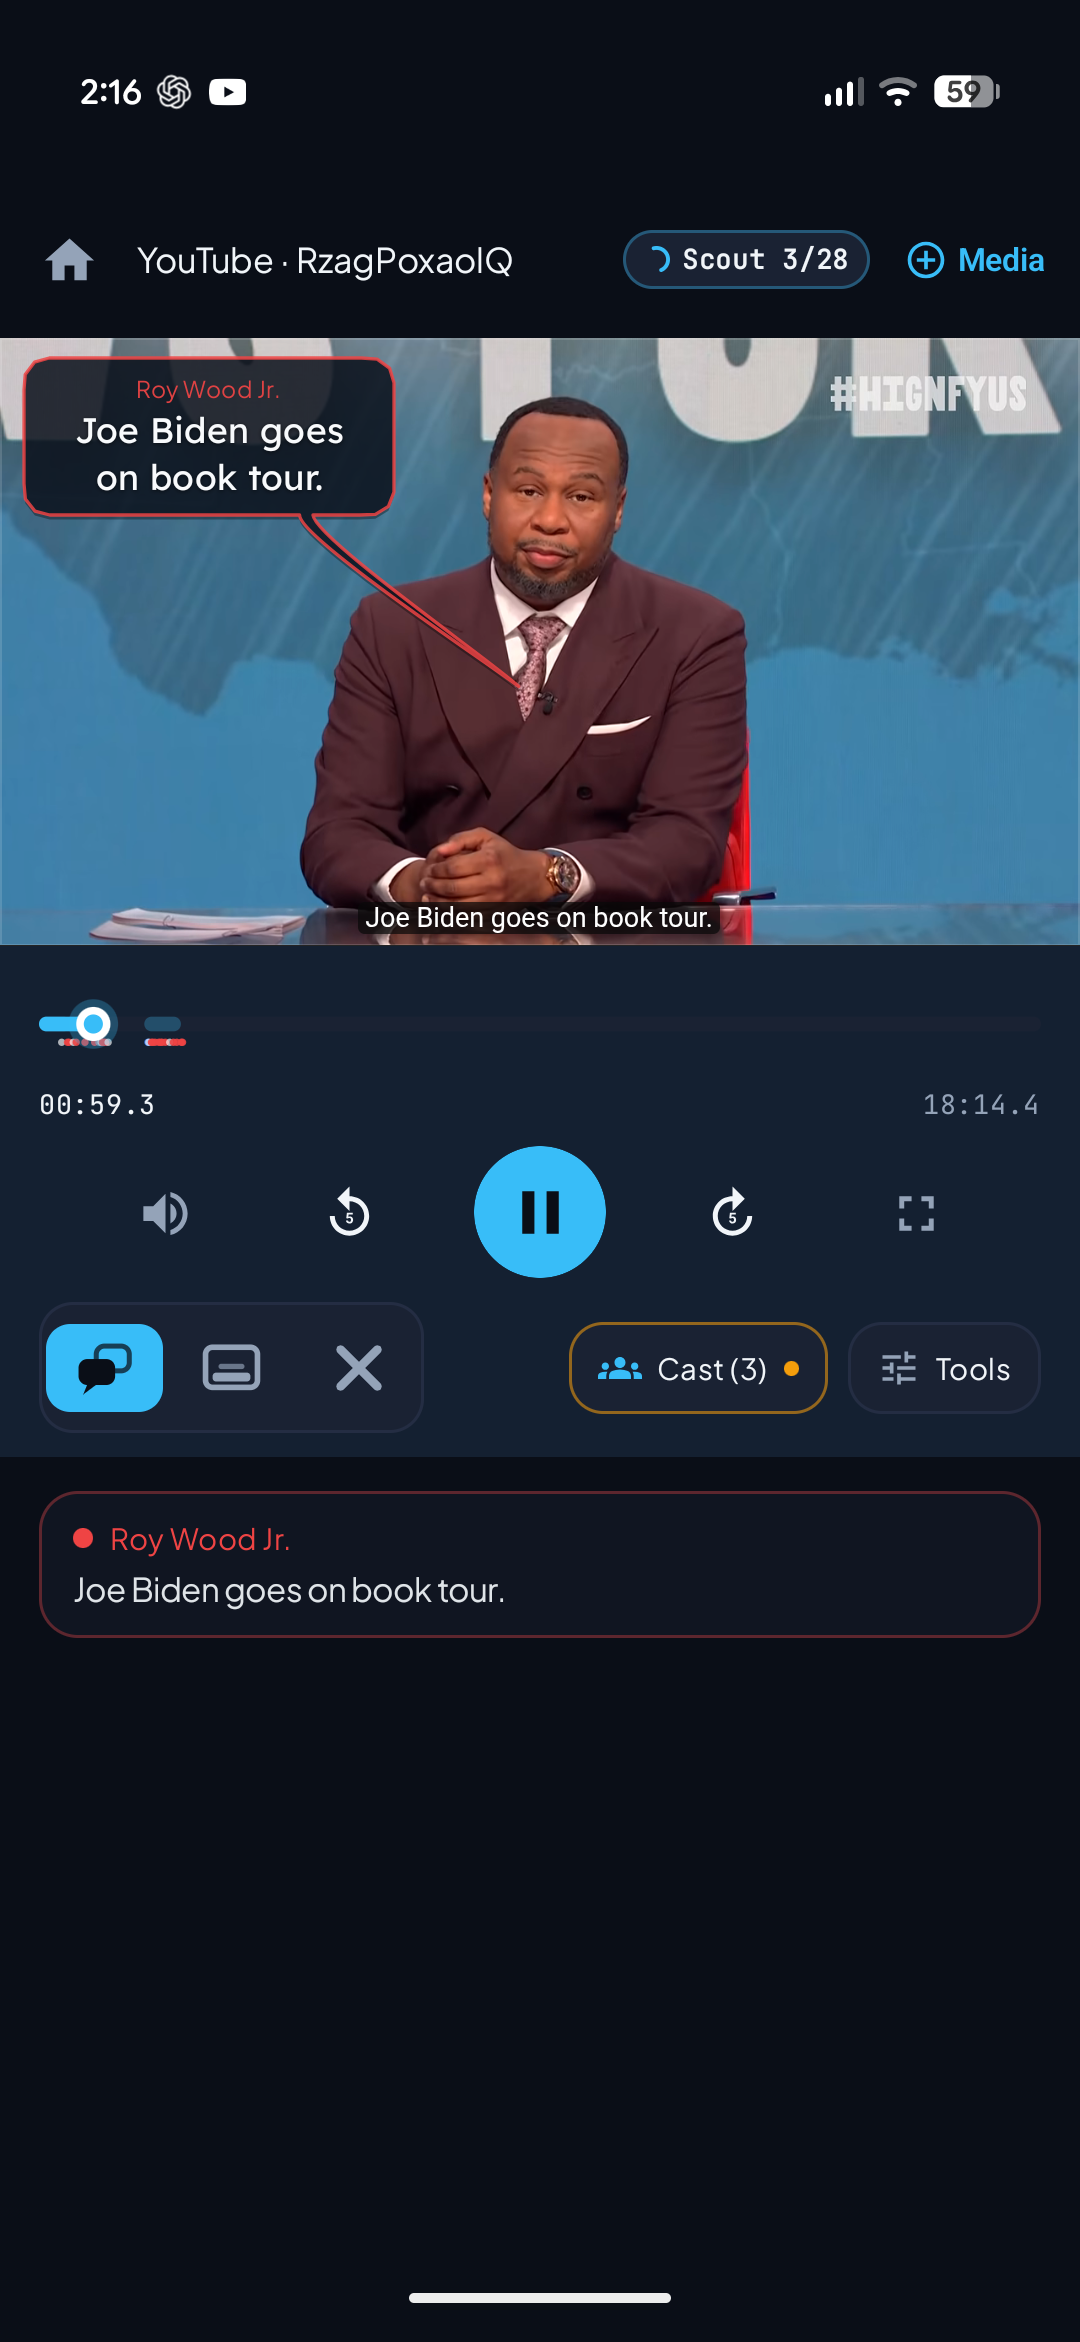 2:16
59
YouTube · RzagPoxaoIQ
Scout 3/28
Media
#HIGNFYUS
Roy Wood Jr.
Joe Biden goes
on book tour.
Joe Biden goes on book tour.
00:59.3
18:14.4
5
5
Cast (3)
Tools
Roy Wood Jr.
Joe Biden goes on book tour.